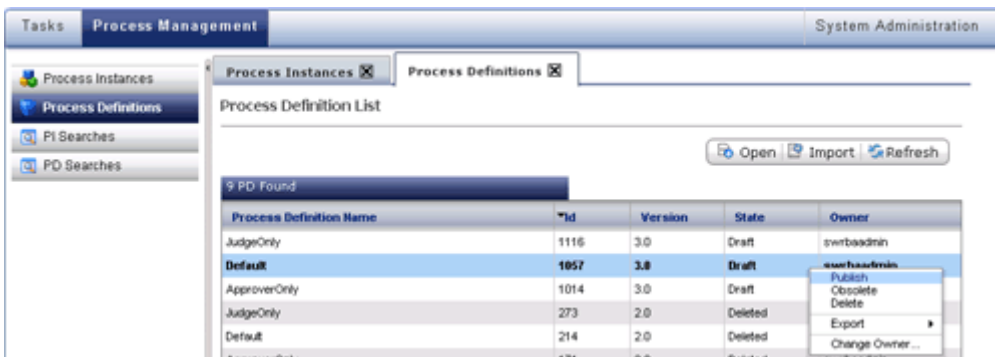 Tasks Process Management System Administration
Process Instances
Process Definitions
PI Searches
PD Searches
Process Instances Process Definitions
Process Definition List
Open Import Refresh
9 PD Found
Process Definition Name Id Version State Owner
JudgeOnly 1116 3.0 Draft swrbaadmin
Default 1057 3.0 Draft swrbaadmin
ApproverOnly 1014 3.0 Draft
JudgeOnly 273 2.0 Deleted
Default 214 2.0 Deleted
Publish
Obsolete
Delete
Export
Change Owner...